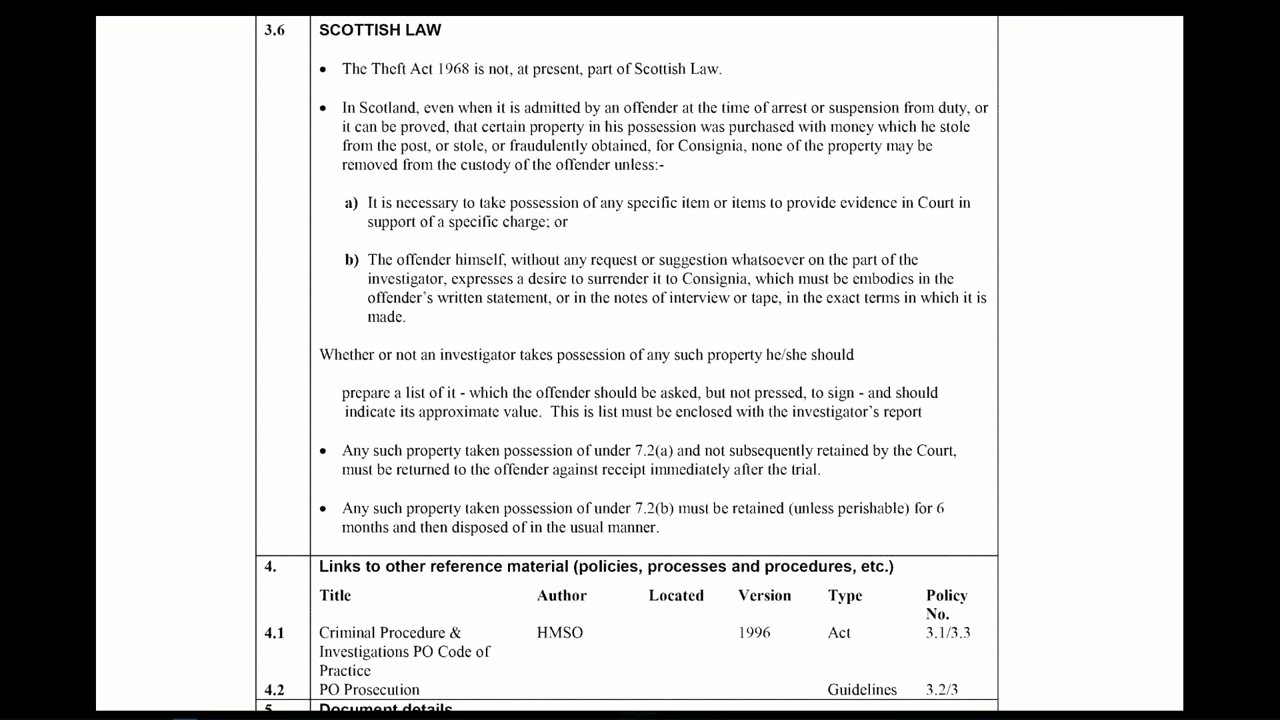 3.6 SCOTTISH LAW
• The Theft Act 1968 is not, at present, part of Scottish Law.
• In Scotland, even when it is admitted by an offender at the time of arrest or suspension from duty, or
it can be proved, that certain property in his possession was purchased with money which he stole
from the post, or stole, or fraudulently obtained, for Consignia, none of the property may be
removed from the custody of the offender unless:-
a) It is necessary to take possession of any specific item or items to provide evidence in Court in
support of a specific charge; or
b) The offender himself, without any request or suggestion whatsoever on the part of the
investigator, expresses a desire to surrender it to Consignia, which must be embodies in the
offender's written statement, or in the notes of interview or tape, in the exact terms in which it is
made.
Whether or not an investigator takes possession of any such property he/she should
prepare a list of it - which the offender should be asked, but not pressed, to sign - and should
indicate its approximate value. This is list must be enclosed with the investigator's report
• Any such property taken possession of under 7.2(a) and not subsequently retained by the Court,
must be returned to the offender against receipt immediately after the trial.
• Any such property taken possession of under 7.2(b) must be retained (unless perishable) for 6
months and then disposed of in the usual manner.
4. Links to other reference material (policies, processes and procedures, etc.)
Title Author Located Version Type Policy
No.
4.1 Criminal Procedure & HMSO 1996 Act 3.1/3.3
Investigations PO Code of
Practice
4.2 PO Prosecution Guidelines 3.2/3
5. Document details